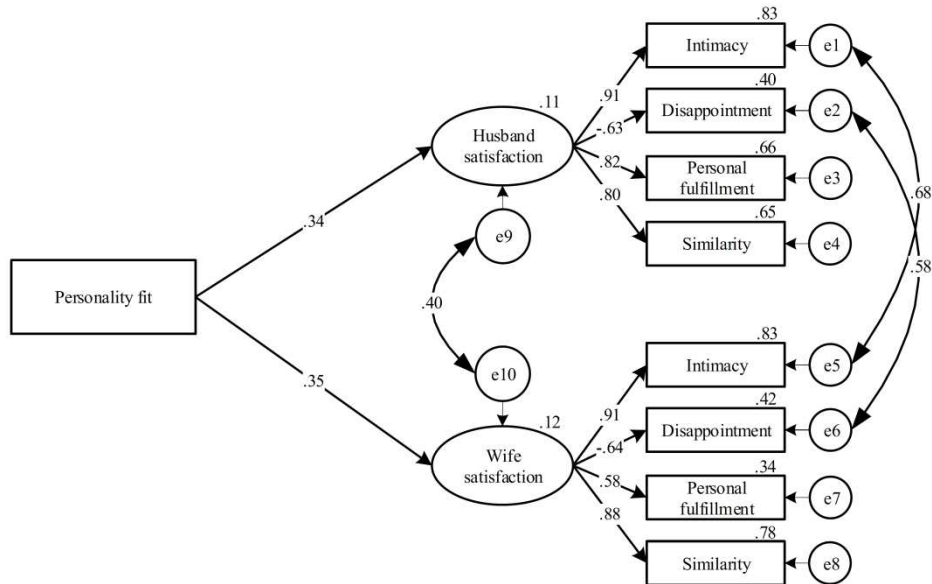 .83
Intimacy
e1
.91
.40
Disappointment
e2
-.63
.11
Husband
satisfaction
.66
Personal
fulfillment
e3
.82
.65
Similarity
e4
.80
.68
.58
.34
e9
Personality fit
.40
.35
e10
.83
Intimacy
e5
.91
.42
Disappointment
e6
-.64
.12
Wife
satisfaction
.34
Personal
fulfillment
e7
.58
.78
Similarity
e8
.88